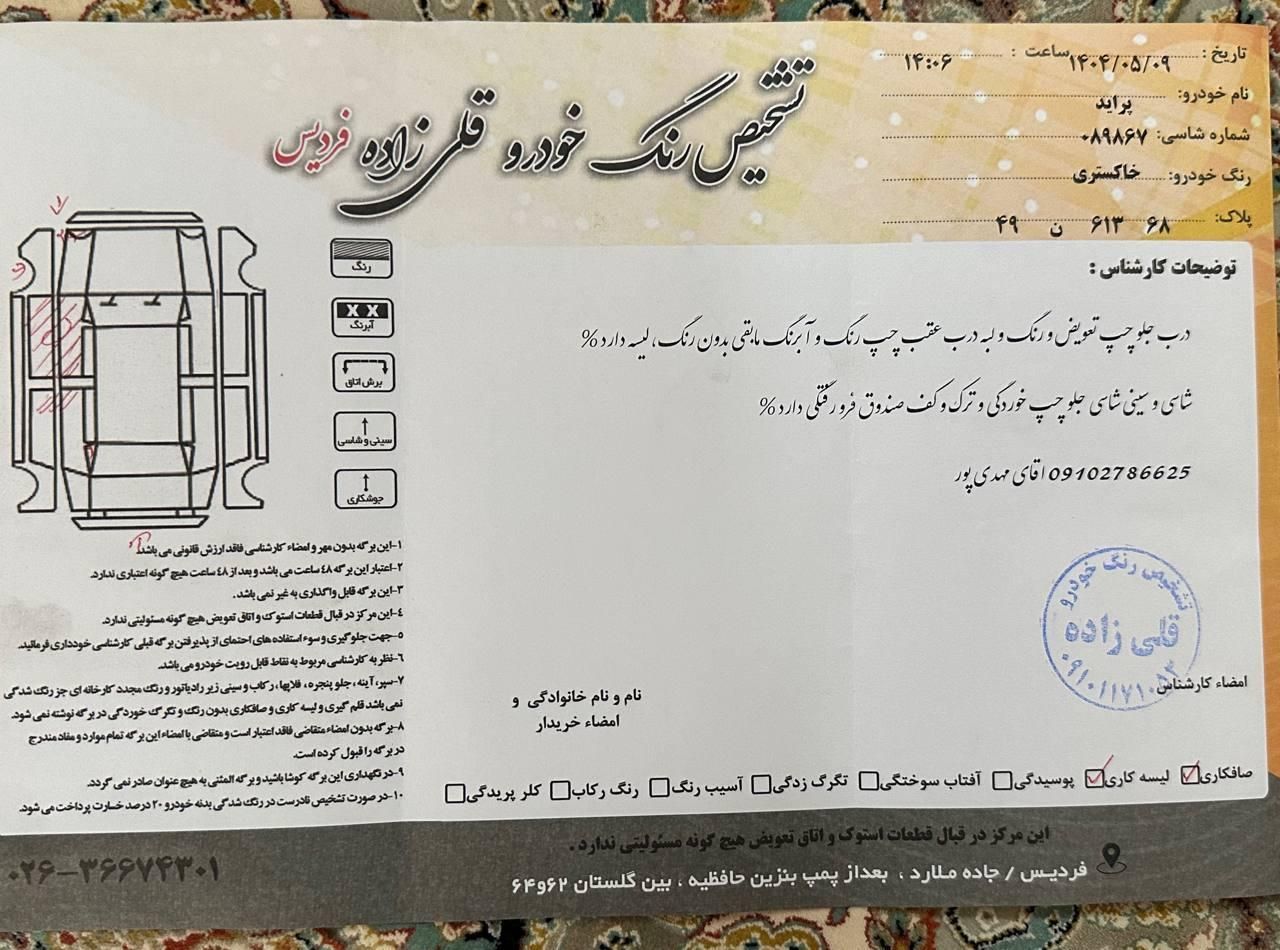 تشخیص رنگ خودرو قلی زاده فردیس
تاریخ : ۱۴۰۴/۰۵/۰۹ ساعت : ۱۴:۰۶
نام خودرو: پراید
شماره شاسی: ۰۸۹۸۶۷
رنگ خودرو: خاکستری
پلاک: ۶۸ ۶۱۳ ن ۴۹
توضیحات کارشناس :
درب جلو چپ تعویض و رنگ و لبه درب عقب چپ رنگ و آبرنگ مابقی بدون رنگ، لیسه دارد%
شاسی و سینی شاسی جلو چپ خوردگی و ترک و کف صندوق فرورفتگی دارد%
09102786625 اقای مهدی پور
رنگ
X X
آبرنگ
برش اتاق
سینی و شاسی
جوشکاری
۱-این برگه بدون مهر و امضاء کارشناسی فاقد ارزش قانونی می باشد.
۲-اعتبار این برگه ۴۸ ساعت می باشد و بعد از ۴۸ ساعت هیچ گونه اعتباری ندارد.
۳-این برگه قابل واگذاری به غیر نمی باشد.
۴-این مرکز در قبال قطعات استوک و اتاق تعویض هیچ گونه مسئولیتی ندارد.
۵-جهت جلوگیری و سوء استفاده های احتمای از پذیرفتن برگه قبلی کارشناسی خودداری فرمائید.
۶-نظر به کارشناسی مربوط به نقاط قابل رویت خودرو می باشد.
۷-سپر، آینه، جلو پنجره، قلابها، رکاب و سینی زیر رادیاتور و رنگ مجدد کارخانه ای جز رنگ شدگی
نمی باشد قلم گیری و لیسه کاری و صافکاری بدون رنگ و تگرگ خوردگی در برگه نوشته نمی شود.
۸-برگه بدون امضاء متقاضی فاقد اعتبار است و متقاضی با امضاء این برگه تمام موارد و مفاد مندرج
در برگه را قبول کرده است.
۹-در نگهداری این برگه کوشا باشید و برگه المثنی به هیچ عنوان صادر نمی گردد.
۱۰-در صورت تشخیص نادرست در رنگ شدگی بدنه خودرو ۲۰ درصد خسارت پرداخت می شود.
تشخیص رنگ خودرو
قلی زاده
۰۹۱۰۱۱۷۱۰۵۳
امضاء کارشناس
نام و نام خانوادگی و
امضاء خریدار
صافکاری لیسه کاری پوسیدگی آفتاب سوختگی تگرگ زدگی آسیب رنگ رنگ رکاب کلر پریدگی
این مرکز در قبال قطعات استوک و اتاق تعویض هیچ گونه مسئولیتی ندارد .
فردیس / جاده ملارد ، بعداز پمپ بنزین حافظیه ، بین گلستان ۶۲و۶۴
۰۲۶-۳۶۶۷۴۳۰۱